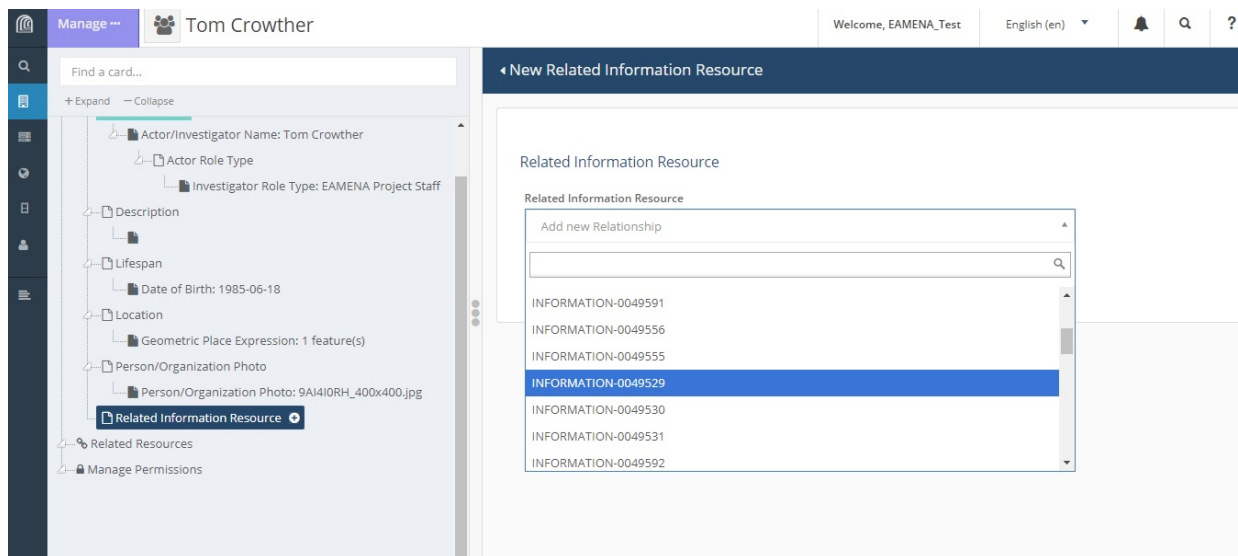 Manage ...
Tom Crowther
Welcome, EAMENA_Test
English (en)
?
Find a card...
+ Expand
− Collapse
Actor/Investigator Name: Tom Crowther
Actor Role Type
Investigator Role Type: EAMENA Project Staff
Description
Lifespan
Date of Birth: 1985-06-18
Location
Geometric Place Expression: 1 feature(s)
Person/Organization Photo
Person/Organization Photo: 9AI4I0RH_400x400.jpg
Related Information Resource
Related Resources
Manage Permissions
New Related Information Resource
Related Information Resource
Related Information Resource
Add new Relationship
INFORMATION-0049591
INFORMATION-0049556
INFORMATION-0049555
INFORMATION-0049529
INFORMATION-0049530
INFORMATION-0049531
INFORMATION-0049592